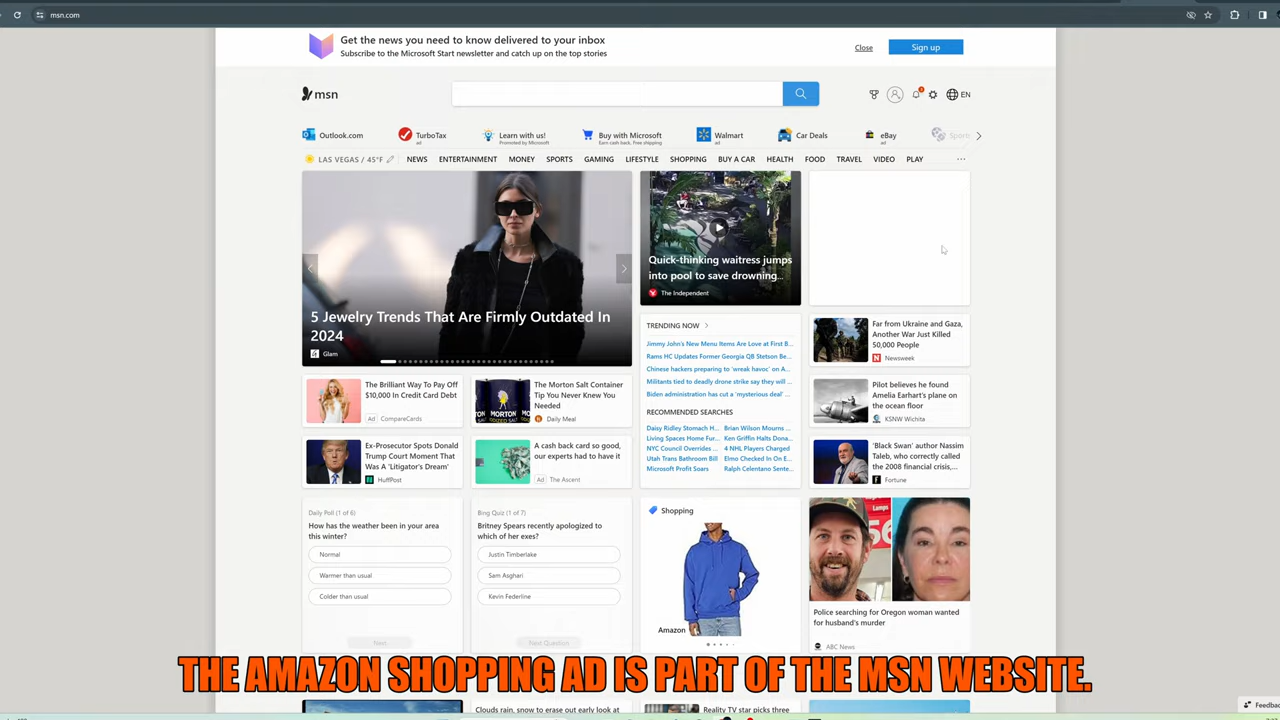 msn.com
Get the news you need to know delivered to your inbox
Subscribe to the Microsoft Start newsletter and catch up on the top stories
Close
Sign up
msn
EN
Outlook.com
TurboTax
ad
Learn with us!
Promoted by Microsoft
Buy with Microsoft
Earn cash back. Free shipping
Walmart
ad
Car Deals
eBay
ad
Sports
LAS VEGAS / 45°F
NEWS
ENTERTAINMENT
MONEY
SPORTS
GAMING
LIFESTYLE
SHOPPING
BUY A CAR
HEALTH
FOOD
TRAVEL
VIDEO
PLAY
...
5 Jewelry Trends That Are Firmly Outdated In
2024
Glam
Quick-thinking waitress jumps
into pool to save drowning...
The Independent
TRENDING NOW
Jimmy John's New Menu Items Are Love at First B...
Rams HC Updates Former Georgia QB Stetson Be...
Chinese hackers preparing to 'wreak havoc' on A...
Militants tied to deadly drone strike say they will ...
Biden administration has cut a 'mysterious deal' ...
RECOMMENDED SEARCHES
Daisy Ridley Stomach H...
Brian Wilson Mourns ...
Living Spaces Home Fur...
Ken Griffin Halts Dona...
NYC Council Overrides ...
4 NHL Players Charged
Utah Trans Bathroom Bill
Elmo Checked In On E...
Microsoft Profit Soars
Ralph Celentano Sente...
Far from Ukraine and Gaza,
Another War Just Killed
50,000 People
Newsweek
Pilot believes he found
Amelia Earhart's plane on
the ocean floor
KSNW Wichita
'Black Swan' author Nassim
Taleb, who correctly called
the 2008 financial crisis,...
Fortune
The Brilliant Way To Pay Off
$10,000 In Credit Card Debt
Ad
CompareCards
The Morton Salt Container
Tip You Never Knew You
Needed
Daily Meal
MORTON
Ex-Prosecutor Spots Donald
Trump Court Moment That
Was A 'Litigator's Dream'
HuffPost
A cash back card so good,
our experts had to have it
Ad
The Ascent
Daily Poll (1 of 6)
How has the weather been in your area
this winter?
Normal
Warmer than usual
Colder than usual
Next
Bing Quiz (1 of 7)
Britney Spears recently apologized to
which of her exes?
Justin Timberlake
Sam Asghari
Kevin Federline
Next Question
Shopping
Amazon
Lamps
Police searching for Oregon woman wanted
for husband's murder
ABC News
THE AMAZON SHOPPING AD IS PART OF THE MSN WEBSITE.
Clouds rain, snow to erase out early look at
Reality TV star picks three
Feedbac